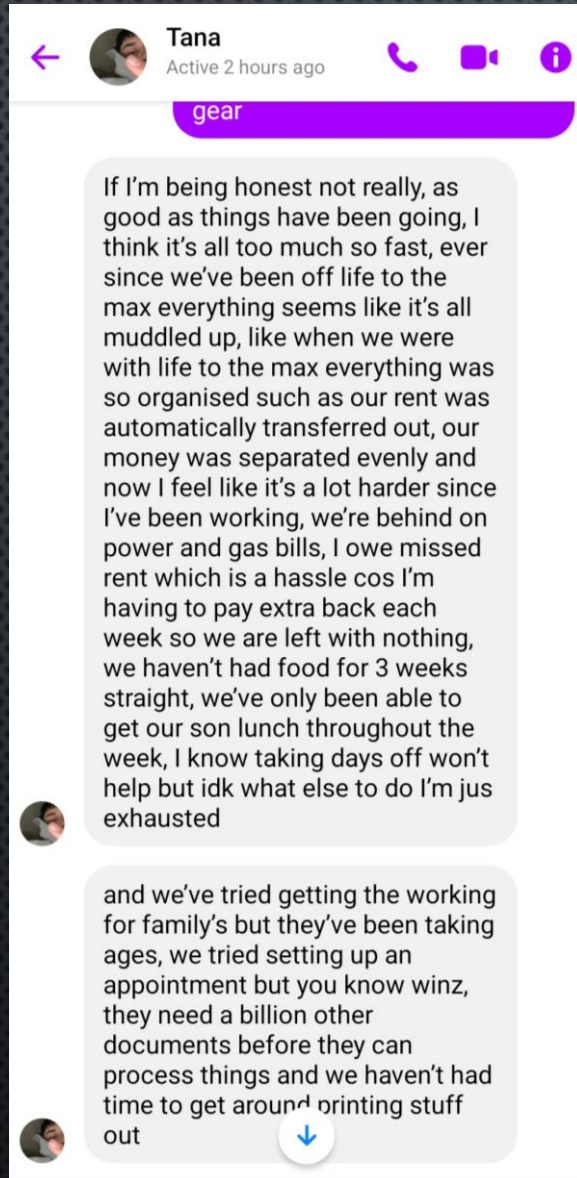 Tana
Active 2 hours ago
gear
If I'm being honest not really, as
good as things have been going, I
think it's all too much so fast, ever
since we've been off life to the
max everything seems like it's all
muddled up, like when we were
with life to the max everything was
so organised such as our rent was
automatically transferred out, our
money was separated evenly and
now I feel like it's a lot harder since
I've been working, we're behind on
power and gas bills, I owe missed
rent which is a hassle cos I'm
having to pay extra back each
week so we are left with nothing,
we haven't had food for 3 weeks
straight, we've only been able to
get our son lunch throughout the
week, I know taking days off won't
help but idk what else to do I'm jus
exhausted
and we've tried getting the working
for family's but they've been taking
ages, we tried setting up an
appointment but you know winz,
they need a billion other
documents before they can
process things and we haven't had
time to get around printing stuff
out